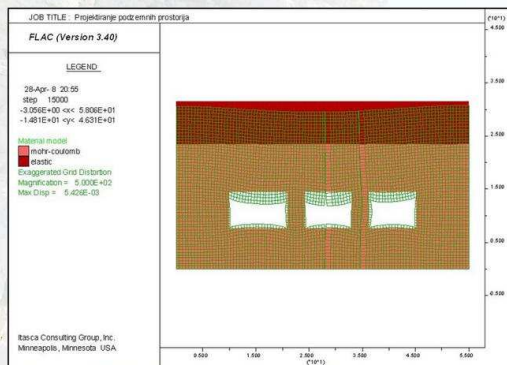 JOB TITLE : Projektiranje podzemnih prostorija
FLAC (Version 3.40)
LEGEND
28-Apr- 8 20:55
step 15000
-3.056E+00 <x< 5.806E+01
-1.481E+01 <y< 4.631E+01
Material model
mohr-coulomb
elastic
Exaggerated Grid Distortion
Magnification = 5.000E+02
Max Disp = 5.426E-03
Itasca Consulting Group, Inc.
Minneapolis, Minnesota USA
(*10^1)
4.500
3.500
2.500
1.500
0.500
-0.500
0.500 1.500 2.500 3.500 4.500 5.500
(*10^1)